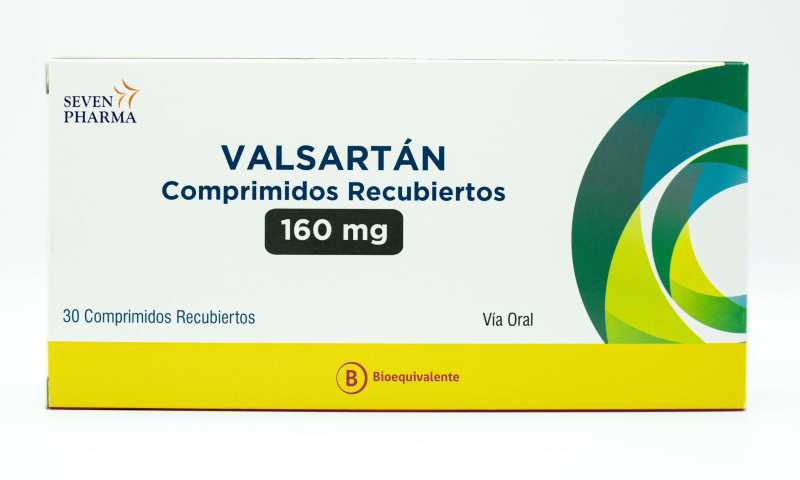 SEVEN
PHARMA
VALSARTÁN
Comprimidos Recubiertos
160 mg
30 Comprimidos Recubiertos
Vía Oral
B Bioequivalente